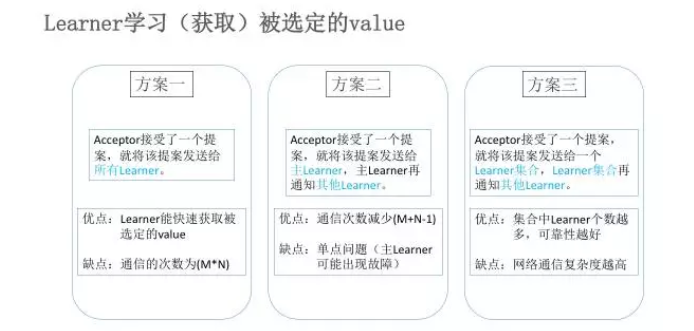 Learner学习（获取）被选定的value
方案一
Acceptor接受了一个提
案，就将该提案发送给
所有Learner。
优点：Learner能快速获取被
选定的value
缺点：通信的次数为(M*N)
方案二
Acceptor接受了一个提
案，就将该提案发送给
主Learner，主Learner再
通知其他Learner。
优点：通信次数减少(M+N-1)
缺点：单点问题（主Learner
可能出现故障）
方案三
Acceptor接受了一个提案，
就将该提案发送给一个
Learner集合，Learner集合再
通知其他Learner。
优点：集合中Learner个数越
多，可靠性越好
缺点：网络通信复杂度越高